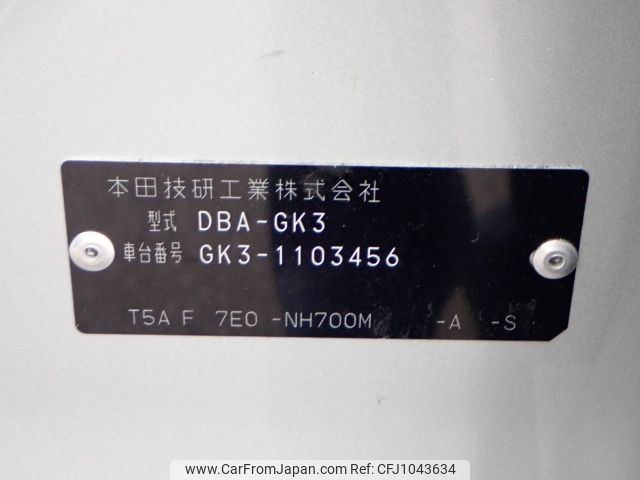 本田技研工業株式会社
型式 DBA-GK3
車台番号 GK3-1103456
T5A F 7E0 -NH700M -A -S
www.CarFromJapan.com | REFNO: CFJ1043634